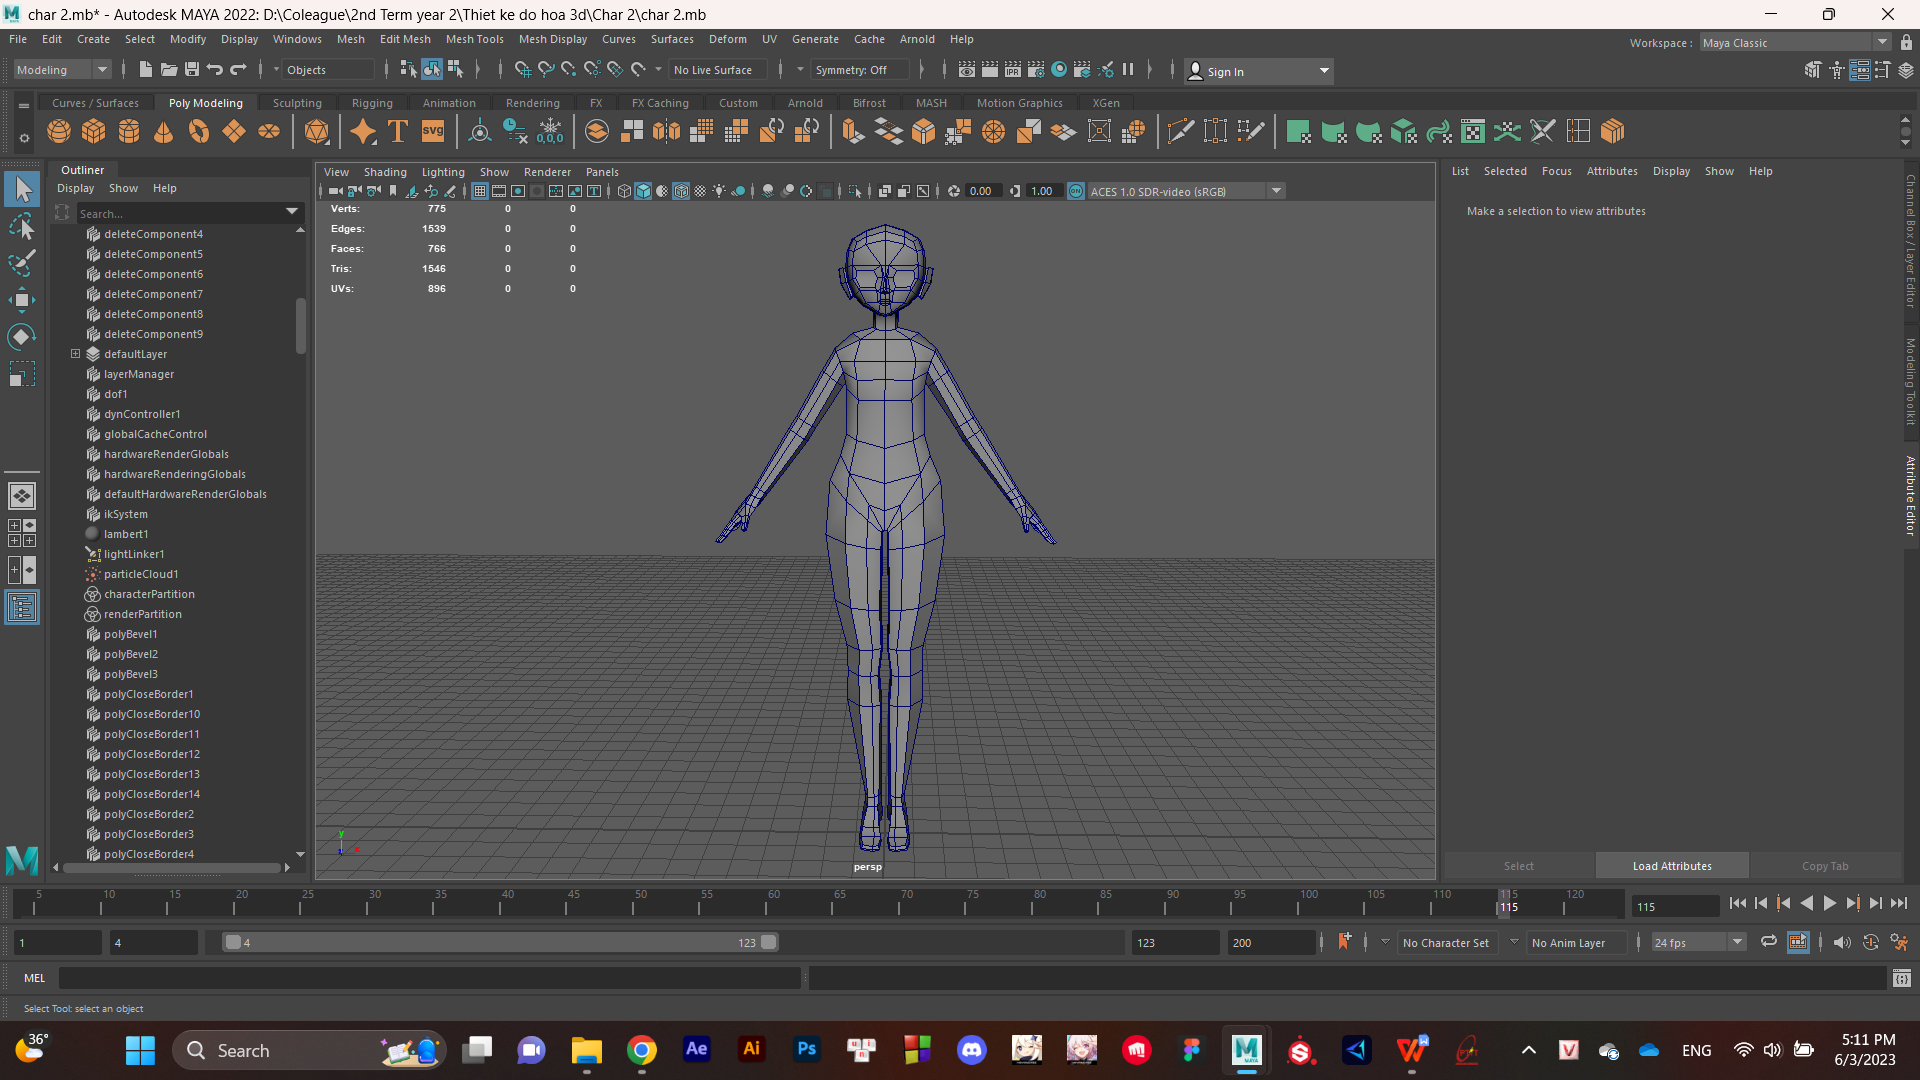 char 2.mb* - Autodesk MAYA 2022: D:\Coleague\2nd Term year 2\Thiet ke do hoa 3d\Char 2\char 2.mb
File Edit Create Select Modify Display Windows Mesh Edit Mesh Mesh Tools Mesh Display Curves Surfaces Deform UV Generate Cache Arnold Help
Workspace : Maya Classic
Modeling Objects No Live Surface Symmetry: Off IPR Sign In
Curves / Surfaces Poly Modeling Sculpting Rigging Animation Rendering FX FX Caching Custom Arnold Bifrost MASH Motion Graphics XGen
T SVG 0,0,0
Outliner
Display Show Help
Search...
deleteComponent4
deleteComponent5
deleteComponent6
deleteComponent7
deleteComponent8
deleteComponent9
defaultLayer
layerManager
dof1
dynController1
globalCacheControl
hardwareRenderGlobals
hardwareRenderingGlobals
defaultHardwareRenderGlobals
ikSystem
lambert1
lightLinker1
particleCloud1
characterPartition
renderPartition
polyBevel1
polyBevel2
polyBevel3
polyCloseBorder1
polyCloseBorder10
polyCloseBorder11
polyCloseBorder12
polyCloseBorder13
polyCloseBorder14
polyCloseBorder2
polyCloseBorder3
polyCloseBorder4
View Shading Lighting Show Renderer Panels
0.00 1.00 ON ACES 1.0 SDR-video (sRGB)
Verts: 775 0 0
Edges: 1539 0 0
Faces: 766 0 0
Tris: 1546 0 0
UVs: 896 0 0
y
x
persp
List Selected Focus Attributes Display Show Help
Make a selection to view attributes
Channel Box / Layer Editor
Modeling Toolkit
Attribute Editor
Select Load Attributes Copy Tab
5 10 15 20 25 30 35 40 45 50 55 60 65 70 75 80 85 90 95 100 105 110 115 120
115 115
1 4 4 123 123 200 No Character Set No Anim Layer 24 fps
MEL
Select Tool: select an object
36° Search Ae Ai Ps MAYA ENG 5:11 PM
6/3/2023